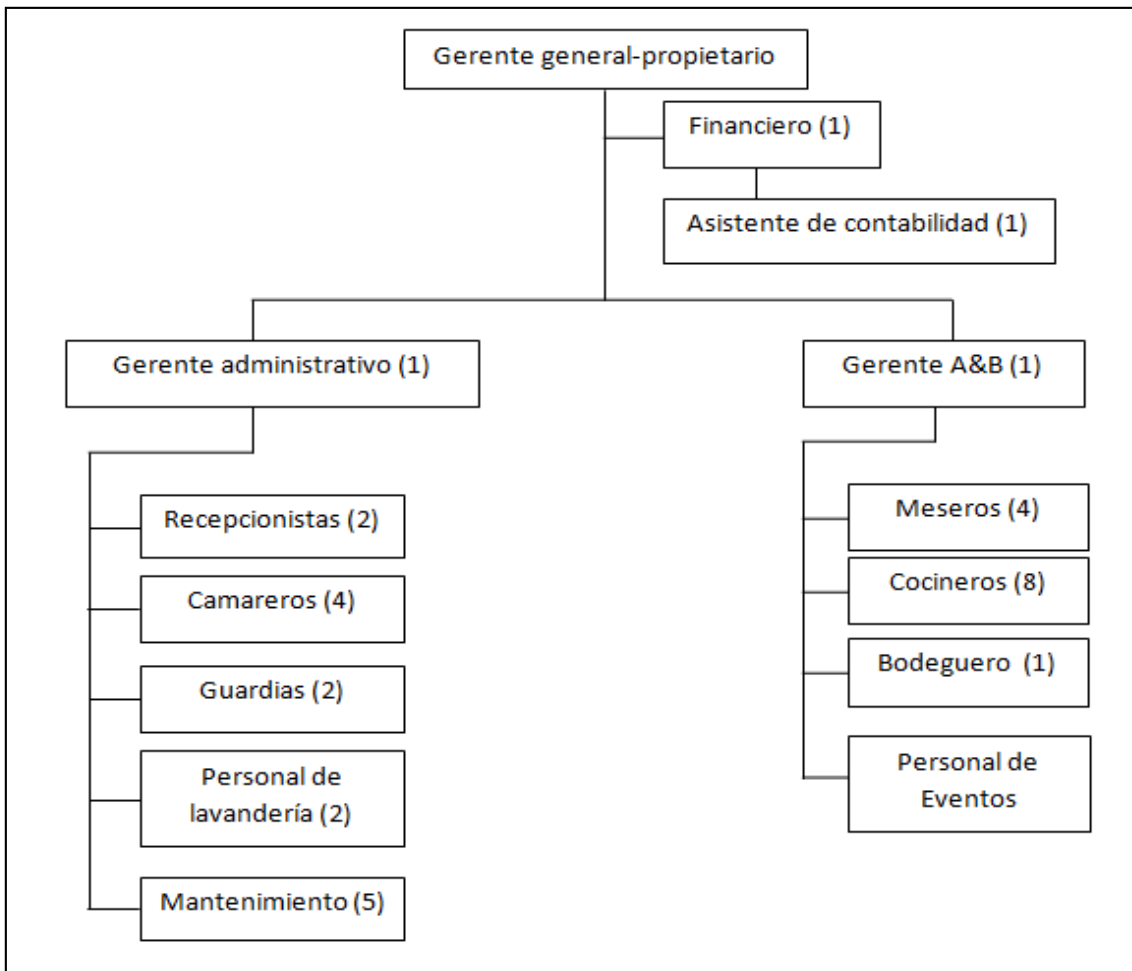 Gerente general-propietario
Financiero (1)
Asistente de contabilidad (1)
Gerente administrativo (1)
Gerente A&B (1)
Recepcionistas (2)
Camareros (4)
Guardias (2)
Personal de
lavandería (2)
Mantenimiento (5)
Meseros (4)
Cocineros (8)
Bodeguero (1)
Personal de
Eventos